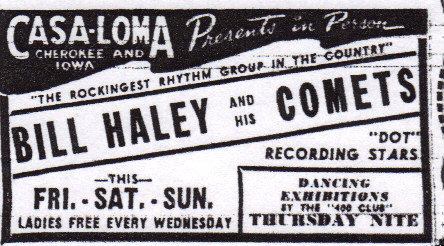 CASA-LOMA Presents in Person
CHEROKEE AND
IOWA
"THE ROCKINGEST RHYTHM GROUP IN THE COUNTRY"
BILL HALEY AND HIS COMETS
"DOT"
RECORDING STARS
—THIS—
FRI. - SAT. - SUN.
LADIES FREE EVERY WEDNESDAY
DANCING
EXHIBITIONS
BY THE "400 CLUB"
THURSDAY NITE